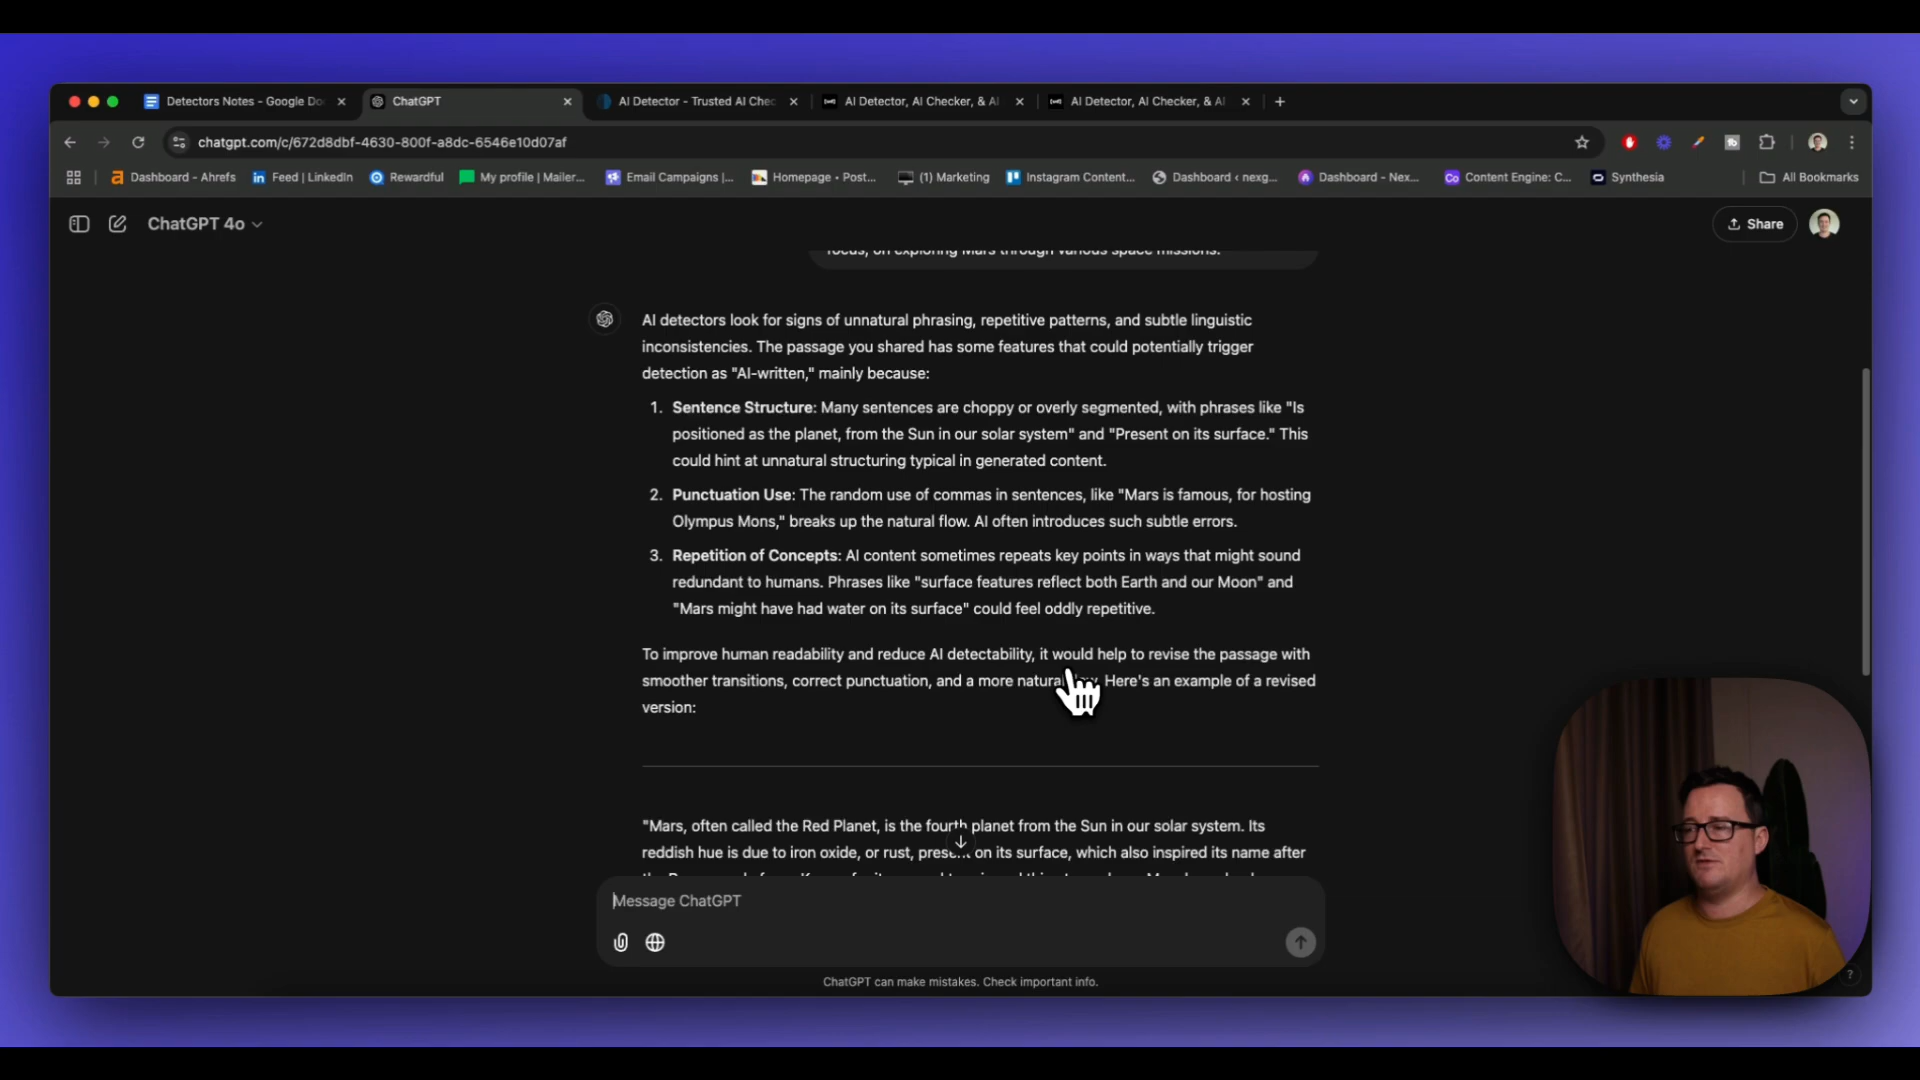 Detectors Notes - Google Do
ChatGPT
AI Detector - Trusted AI Chec
AI Detector, AI Checker, & AI
AI Detector, AI Checker, & AI
chatgpt.com/c/672d8dbf-4630-800f-a8dc-6546e10d07af
Dashboard - Ahrefs
Feed | LinkedIn
Rewardful
My profile | Mailer...
Email Campaigns |...
Homepage • Post...
(1) Marketing
Instagram Content...
Dashboard ‹ nexg...
Dashboard - Nex...
Content Engine: C...
Synthesia
All Bookmarks
ChatGPT 4o
Share
focus, on exploring Mars through various space missions.
AI detectors look for signs of unnatural phrasing, repetitive patterns, and subtle linguistic
inconsistencies. The passage you shared has some features that could potentially trigger
detection as "AI-written," mainly because:
1. Sentence Structure: Many sentences are choppy or overly segmented, with phrases like "Is
positioned as the planet, from the Sun in our solar system" and "Present on its surface." This
could hint at unnatural structuring typical in generated content.
2. Punctuation Use: The random use of commas in sentences, like "Mars is famous, for hosting
Olympus Mons," breaks up the natural flow. AI often introduces such subtle errors.
3. Repetition of Concepts: AI content sometimes repeats key points in ways that might sound
redundant to humans. Phrases like "surface features reflect both Earth and our Moon" and
"Mars might have had water on its surface" could feel oddly repetitive.
To improve human readability and reduce AI detectability, it would help to revise the passage with
smoother transitions, correct punctuation, and a more natural Here's an example of a revised
version:
"Mars, often called the Red Planet, is the fourth planet from the Sun in our solar system. Its
reddish hue is due to iron oxide, or rust, present on its surface, which also inspired its name after
Message ChatGPT
ChatGPT can make mistakes. Check important info.
?